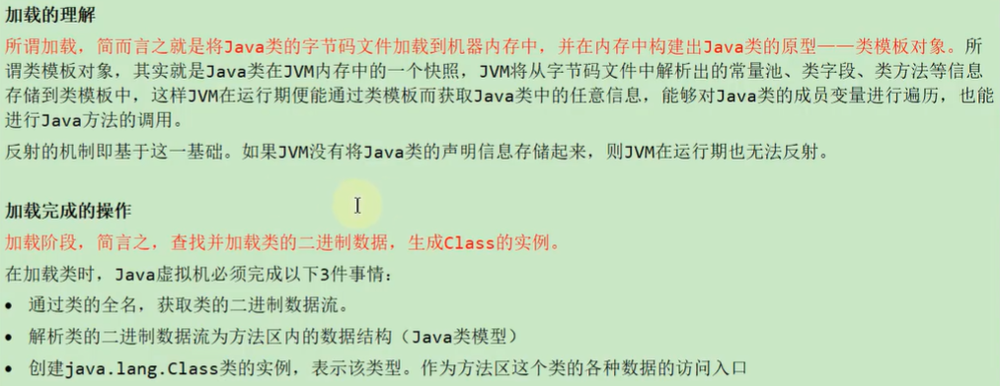 加载的理解
所谓加载，简而言之就是将Java类的字节码文件加载到机器内存中，并在内存中构建出Java类的原型——类模板对象。所
谓类模板对象，其实就是Java类在JVM内存中的一个快照，JVM将从字节码文件中解析出的常量池、类字段、类方法等信息
存储到类模板中，这样JVM在运行期便能通过类模板而获取Java类中的任意信息，能够对Java类的成员变量进行遍历，也能
进行Java方法的调用。
反射的机制即基于这一基础。如果JVM没有将Java类的声明信息存储起来，则JVM在运行期也无法反射。
加载完成的操作
加载阶段，简言之，查找并加载类的二进制数据，生成Class的实例。
在加载类时，Java虚拟机必须完成以下3件事情：
• 通过类的全名，获取类的二进制数据流。
• 解析类的二进制数据流为方法区内的数据结构（Java类模型）
• 创建java.lang.Class类的实例，表示该类型。作为方法区这个类的各种数据的访问入口